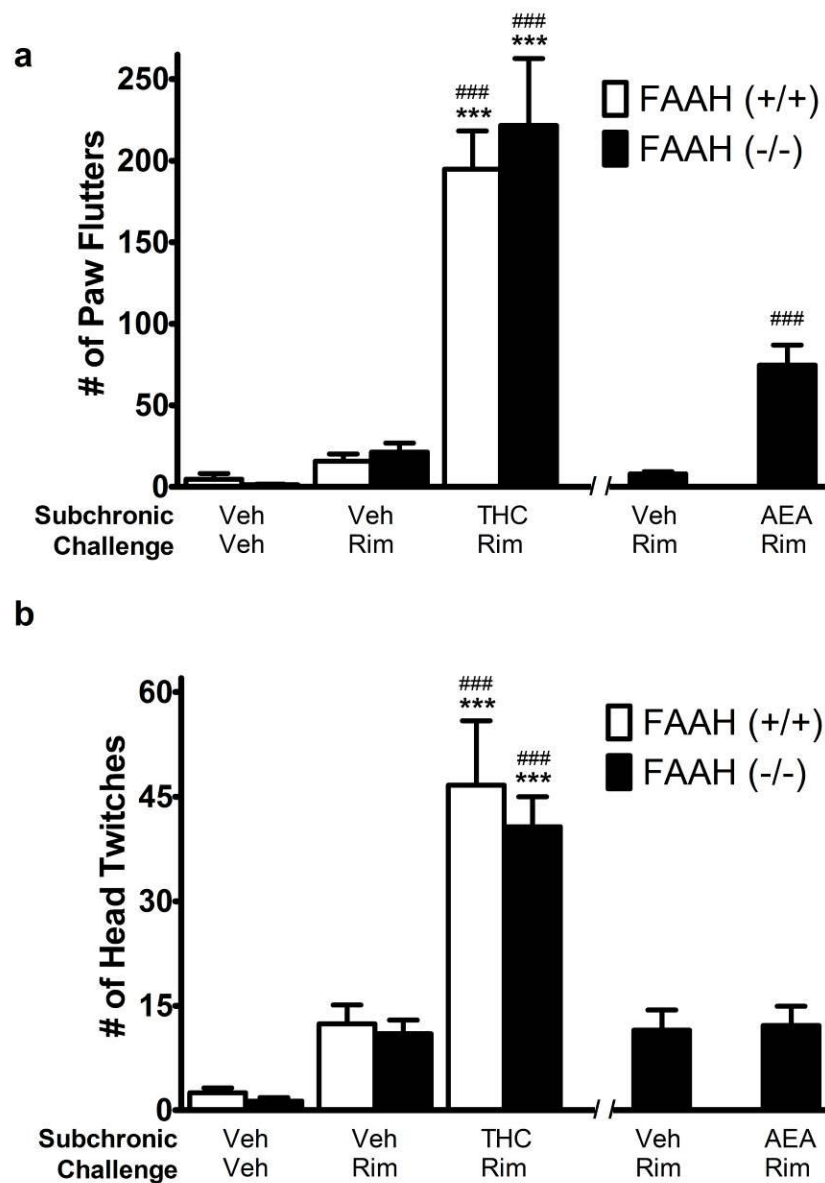 a
# of Paw Flutters
250
200
150
100
50
0
###
***
###
***
###
FAAH (+/+)
FAAH (-/-)
Subchronic Veh Veh THC // Veh AEA
Challenge Veh Rim Rim Rim Rim
b
# of Head Twitches
60
45
30
15
0
###
***
###
***
FAAH (+/+)
FAAH (-/-)
Subchronic Veh Veh THC // Veh AEA
Challenge Veh Rim Rim Rim Rim